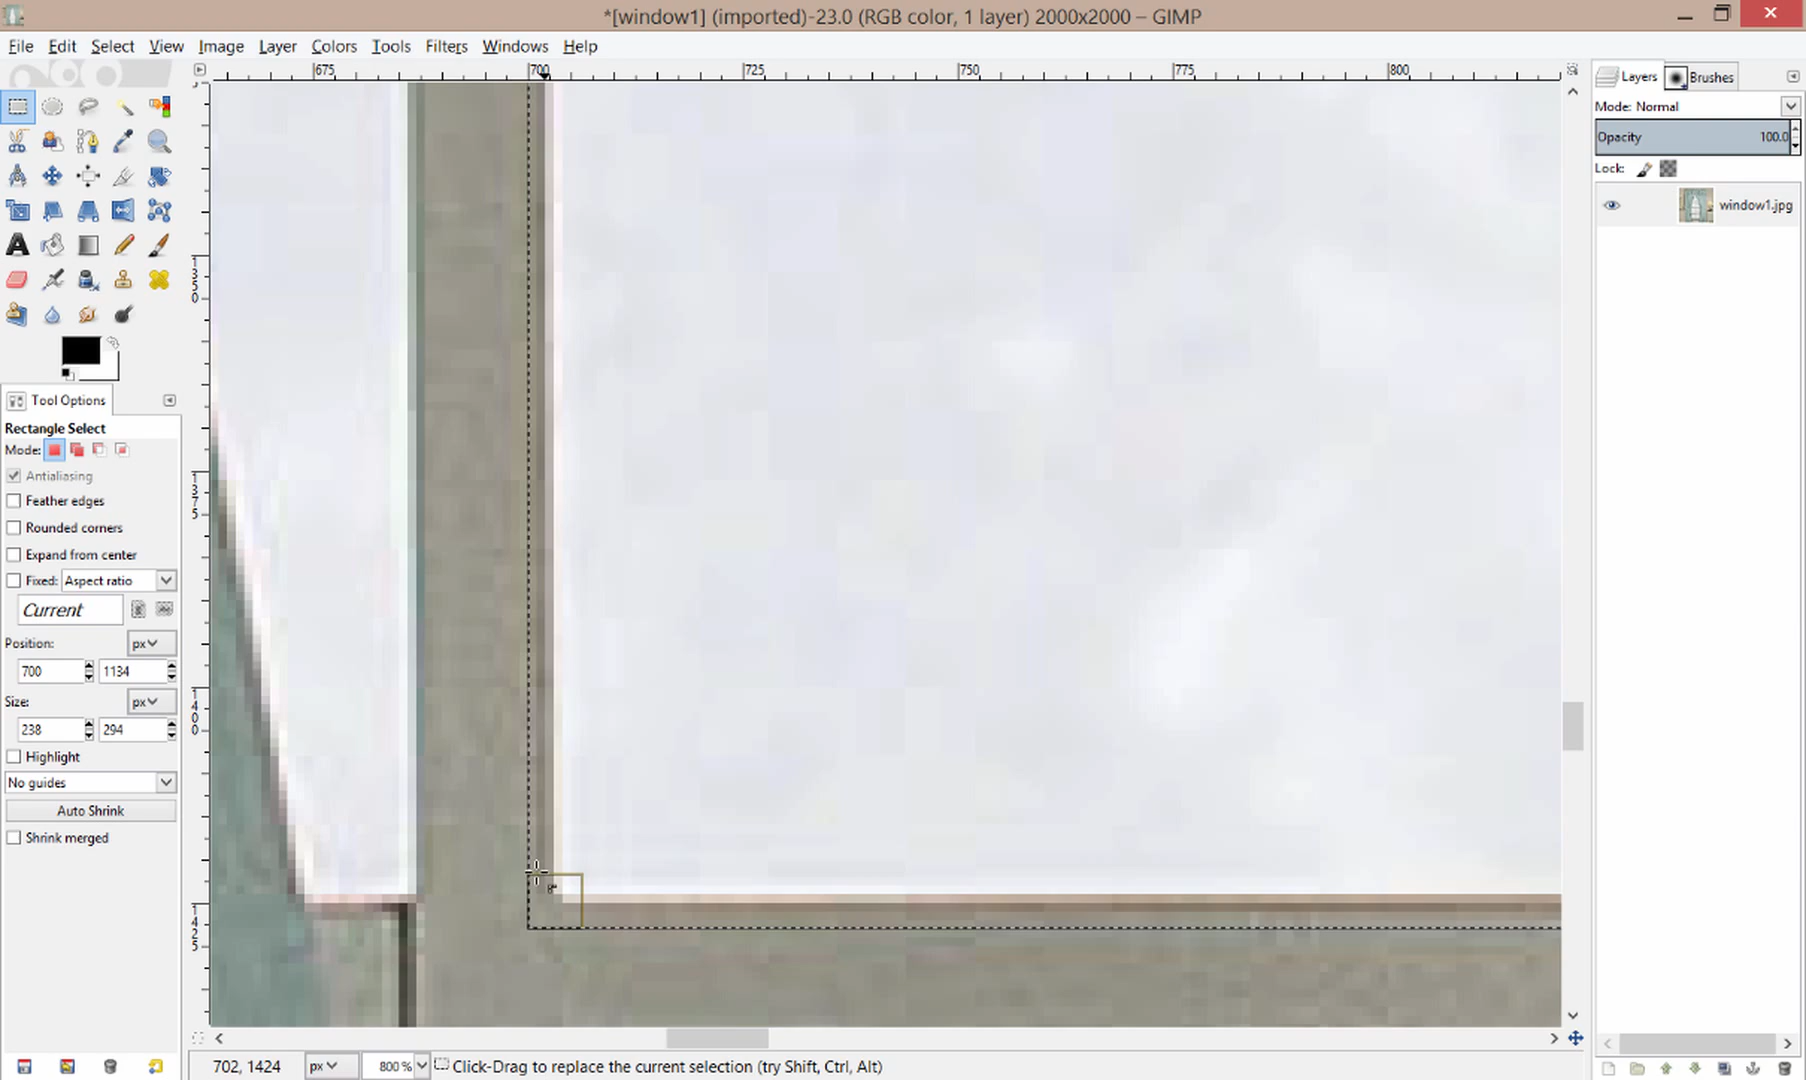 *[window1] (imported)-23.0 (RGB color, 1 layer) 2000x2000 – GIMP
File Edit Select View Image Layer Colors Tools Filters Windows Help
675 700 725 750 775 800
Layers Brushes
Mode: Normal
Opacity 100.0
Lock:
window1.jpg
1350
1375
1400
1425
Tool Options
Rectangle Select
Mode:
Antialiasing
Feather edges
Rounded corners
Expand from center
Fixed: Aspect ratio
Current
Position: px
700 1134
Size: px
238 294
Highlight
No guides
Auto Shrink
Shrink merged
702, 1424 px 800 % Click-Drag to replace the current selection (try Shift, Ctrl, Alt)